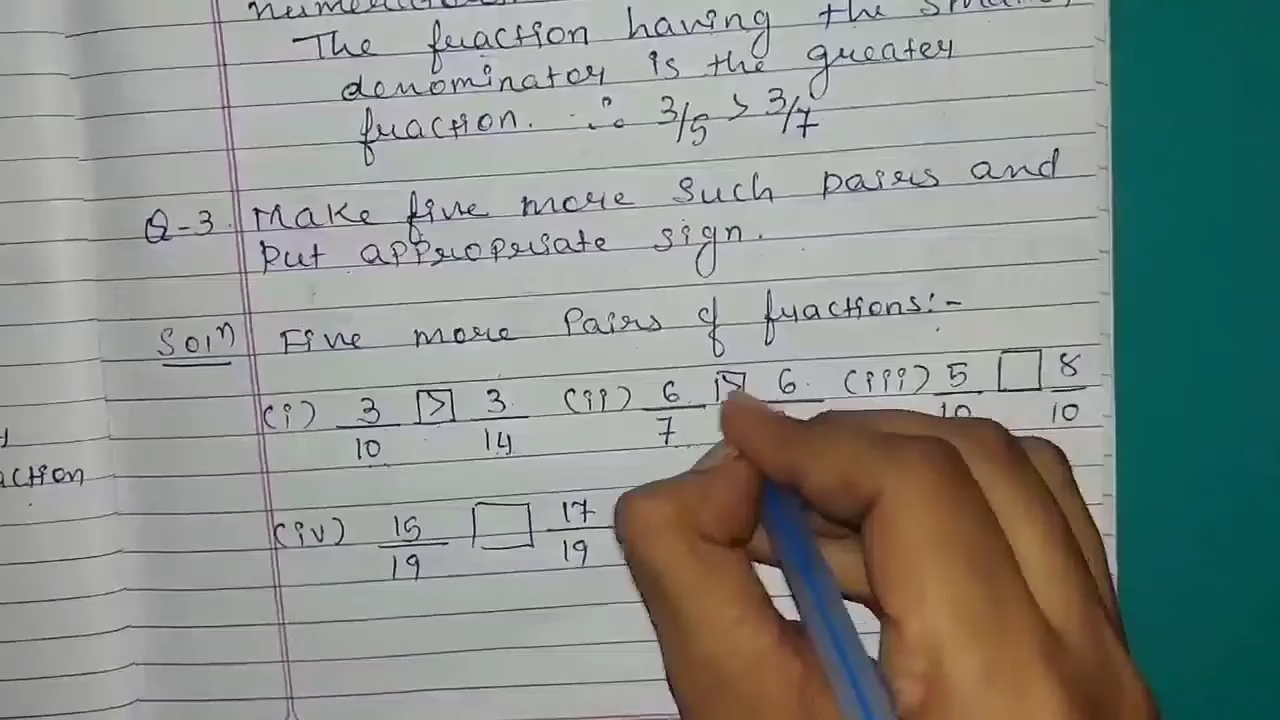 The fraction having the
denominator is the greater
fraction. ∴ 3/5 > 3/7
Q-3. Make five more such pairs and
put appropriate sign.
Solⁿ Five more Pairs of fractions:-
(i) 3/10 > 3/14 (ii) 6/7 > 6 (iii) 5/10 □ 8/10
action
(iv) 15/19 □ 17/19